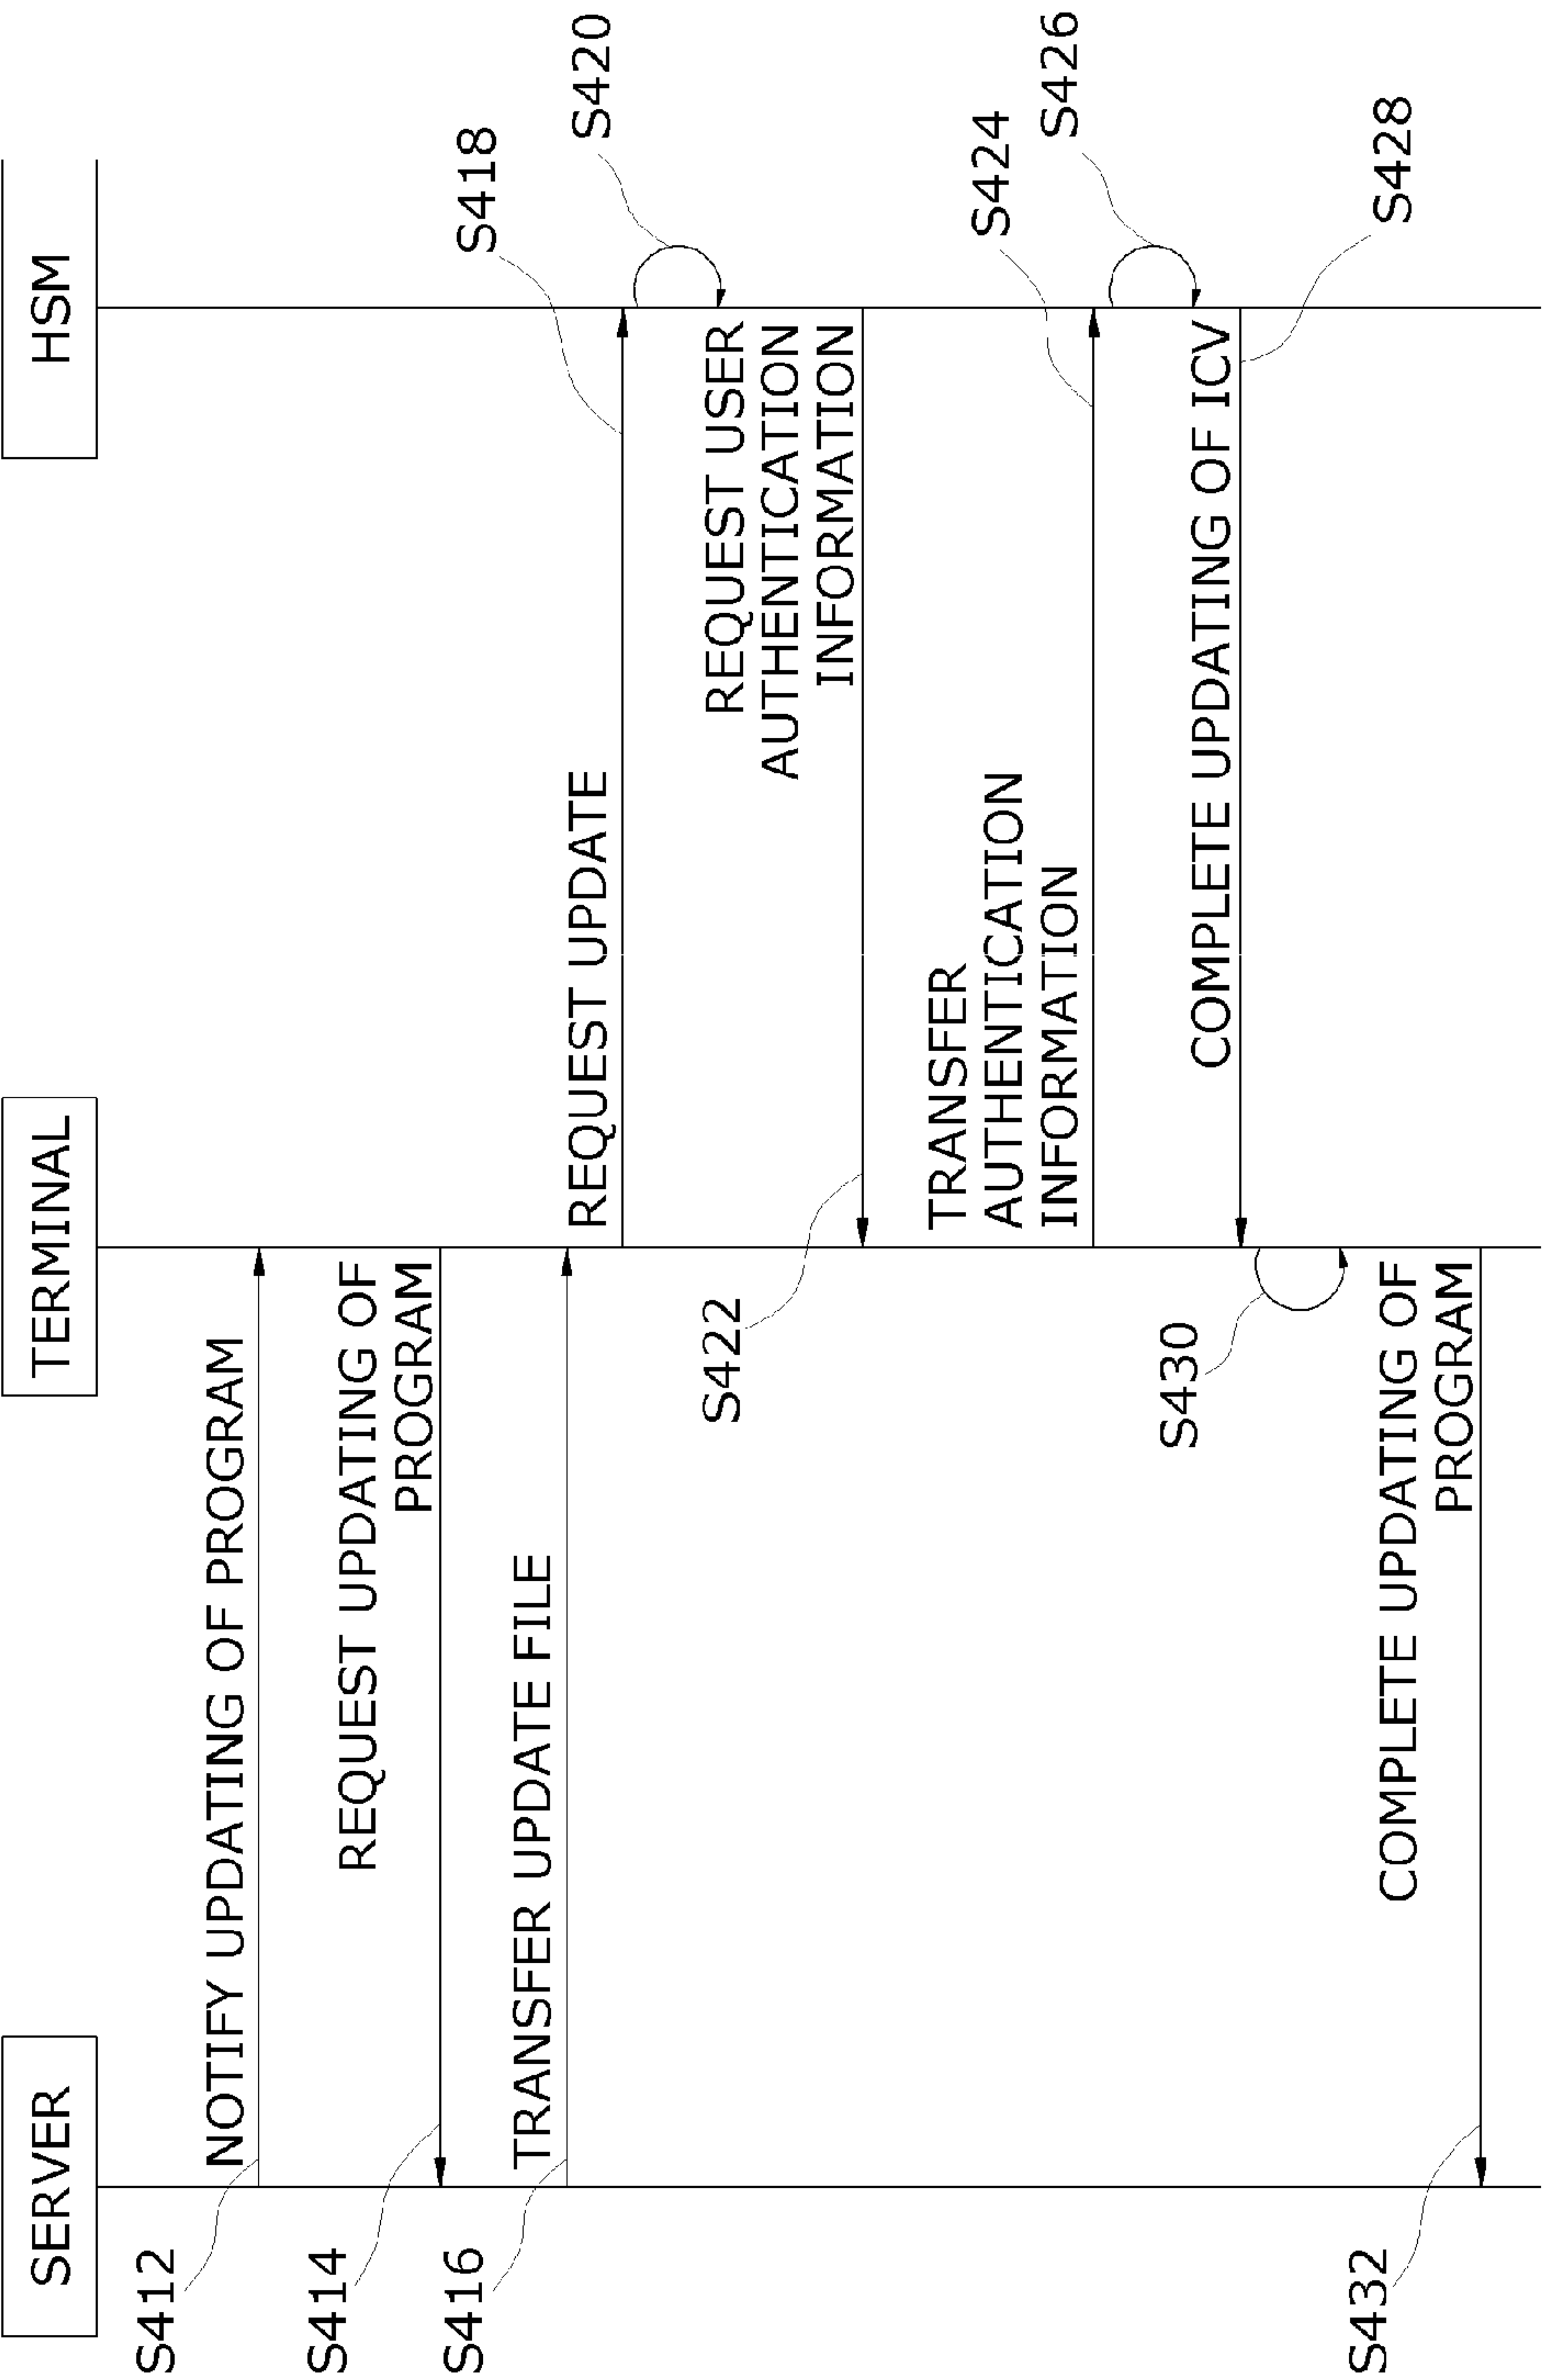 SERVER
TERMINAL
HSM
S412
NOTIFY UPDATING OF PROGRAM
S414
REQUEST UPDATING OF
PROGRAM
S416
TRANSFER UPDATE FILE
REQUEST UPDATE
S418
S420
REQUEST USER
AUTHENTICATION
INFORMATION
S422
TRANSFER
AUTHENTICATION
INFORMATION
S424
S426
COMPLETE UPDATING OF ICV
S428
S430
COMPLETE UPDATING OF
PROGRAM
S432